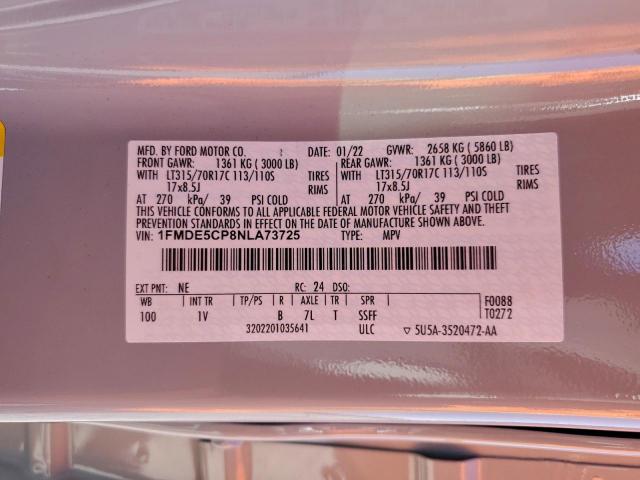 MFG. BY FORD MOTOR CO. DATE: 01/22 GVWR: 2658 KG ( 5860 LB)
FRONT GAWR: 1361 KG ( 3000 LB) REAR GAWR: 1361 KG ( 3000 LB)
WITH LT315/70R17C 113/110S TIRES WITH LT315/70R17C 113/110S TIRES
17x8.5J RIMS 17x8.5J RIMS
AT 270 kPa/ 39 PSI COLD AT 270 kPa/ 39 PSI COLD
THIS VEHICLE CONFORMS TO ALL APPLICABLE FEDERAL MOTOR VEHICLE SAFETY AND THEFT
PREVENTION STANDARDS IN EFFECT ON THE DATE OF MANUFACTURE SHOWN ABOVE.
VIN: 1FMDE5CP8NLA73725 TYPE: MPV
EXT PNT: NE RC: 24 DSO:
WB INT TR TP/PS R AXLE TR SPR F0088
100 1V B 7L T SSFF T0272
3202201035641 ULC ▽ 5U5A-3520472-AA